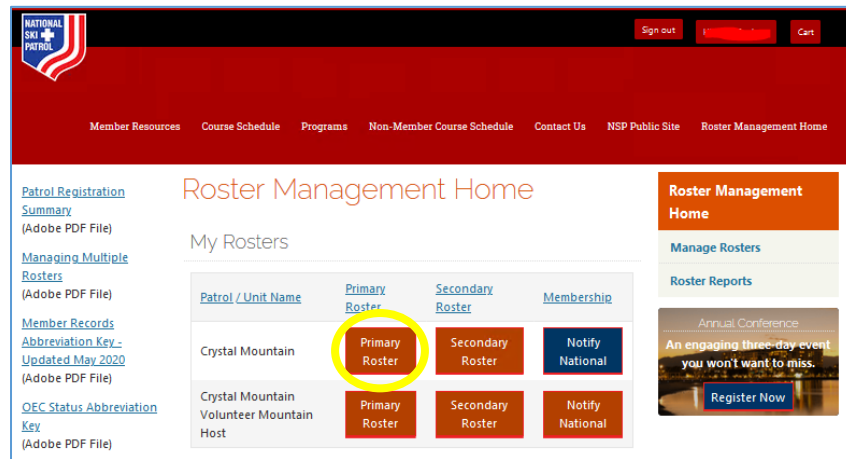 NATIONAL
SKI
PATROL
Sign out
Cart
Member Resources Course Schedule Programs Non-Member Course Schedule Contact Us NSP Public Site Roster Management Home
Patrol Registration
Summary
(Adobe PDF File)
Managing Multiple
Rosters
(Adobe PDF File)
Member Records
Abbreviation Key -
Updated May 2020
(Adobe PDF File)
OEC Status Abbreviation
Key
(Adobe PDF File)
Roster Management Home
My Rosters
Patrol / Unit Name
Primary
Roster
Secondary
Roster
Membership
Crystal Mountain
Primary
Roster
Secondary
Roster
Notify
National
Crystal Mountain
Volunteer Mountain
Host
Primary
Roster
Secondary
Roster
Notify
National
Roster Management
Home
Manage Rosters
Roster Reports
Annual Conference
An engaging three-day event
you won't want to miss.
Register Now